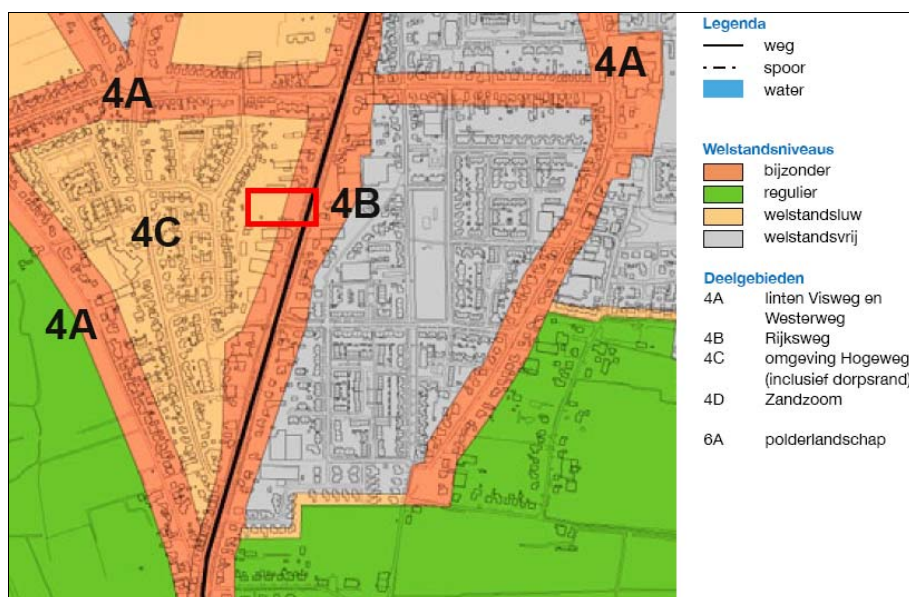 4A
4A
4B
4C
4A
Legenda
weg
spoor
water
Welstandsniveaus
bijzonder
regulier
welstandsluw
welstandsvrij
Deelgebieden
4A linten Visweg en
Westerweg
4B Rijksweg
4C omgeving Hogeweg
(inclusief dorpsrand)
4D Zandzoom
6A polderlandschap